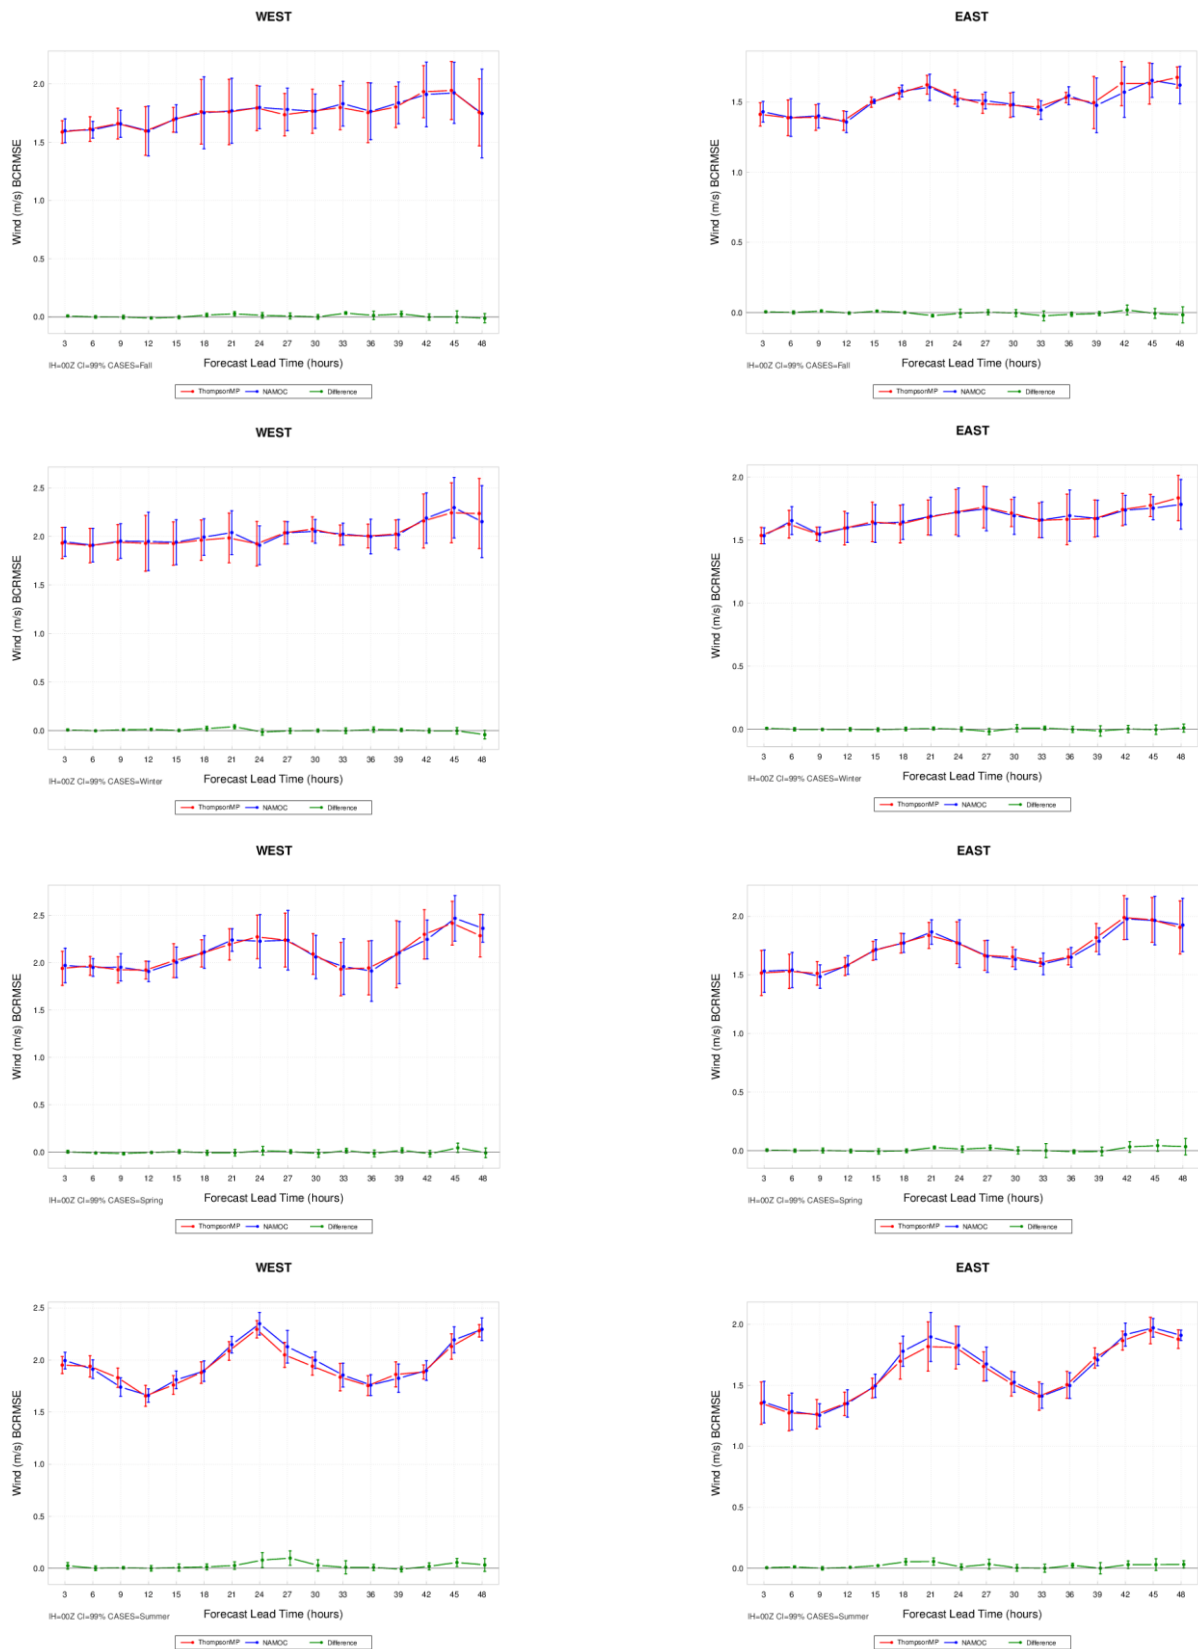 WEST
Wind (m/s) BCRMSE
2.0
1.5
1.0
0.5
0.0
3 6 9 12 15 18 21 24 27 30 33 36 39 42 45 48
Forecast Lead Time (hours)
IH=00Z CI=99% CASES=Fall
ThompsonMP NAMOC Difference
EAST
Wind (m/s) BCRMSE
1.5
1.0
0.5
0.0
3 6 9 12 15 18 21 24 27 30 33 36 39 42 45 48
Forecast Lead Time (hours)
IH=00Z CI=99% CASES=Fall
ThompsonMP NAMOC Difference
WEST
Wind (m/s) BCRMSE
2.5
2.0
1.5
1.0
0.5
0.0
3 6 9 12 15 18 21 24 27 30 33 36 39 42 45 48
Forecast Lead Time (hours)
IH=00Z CI=99% CASES=Winter
ThompsonMP NAMOC Difference
EAST
Wind (m/s) BCRMSE
2.0
1.5
1.0
0.5
0.0
3 6 9 12 15 18 21 24 27 30 33 36 39 42 45 48
Forecast Lead Time (hours)
IH=00Z CI=99% CASES=Winter
ThompsonMP NAMOC Difference
WEST
Wind (m/s) BCRMSE
2.5
2.0
1.5
1.0
0.5
0.0
3 6 9 12 15 18 21 24 27 30 33 36 39 42 45 48
Forecast Lead Time (hours)
IH=00Z CI=99% CASES=Spring
ThompsonMP NAMOC Difference
EAST
Wind (m/s) BCRMSE
2.0
1.5
1.0
0.5
0.0
3 6 9 12 15 18 21 24 27 30 33 36 39 42 45 48
Forecast Lead Time (hours)
IH=00Z CI=99% CASES=Spring
ThompsonMP NAMOC Difference
WEST
Wind (m/s) BCRMSE
2.5
2.0
1.5
1.0
0.5
0.0
3 6 9 12 15 18 21 24 27 30 33 36 39 42 45 48
Forecast Lead Time (hours)
IH=00Z CI=99% CASES=Summer
ThompsonMP NAMOC Difference
EAST
Wind (m/s) BCRMSE
2.0
1.5
1.0
0.5
0.0
3 6 9 12 15 18 21 24 27 30 33 36 39 42 45 48
Forecast Lead Time (hours)
IH=00Z CI=99% CASES=Summer
ThompsonMP NAMOC Difference